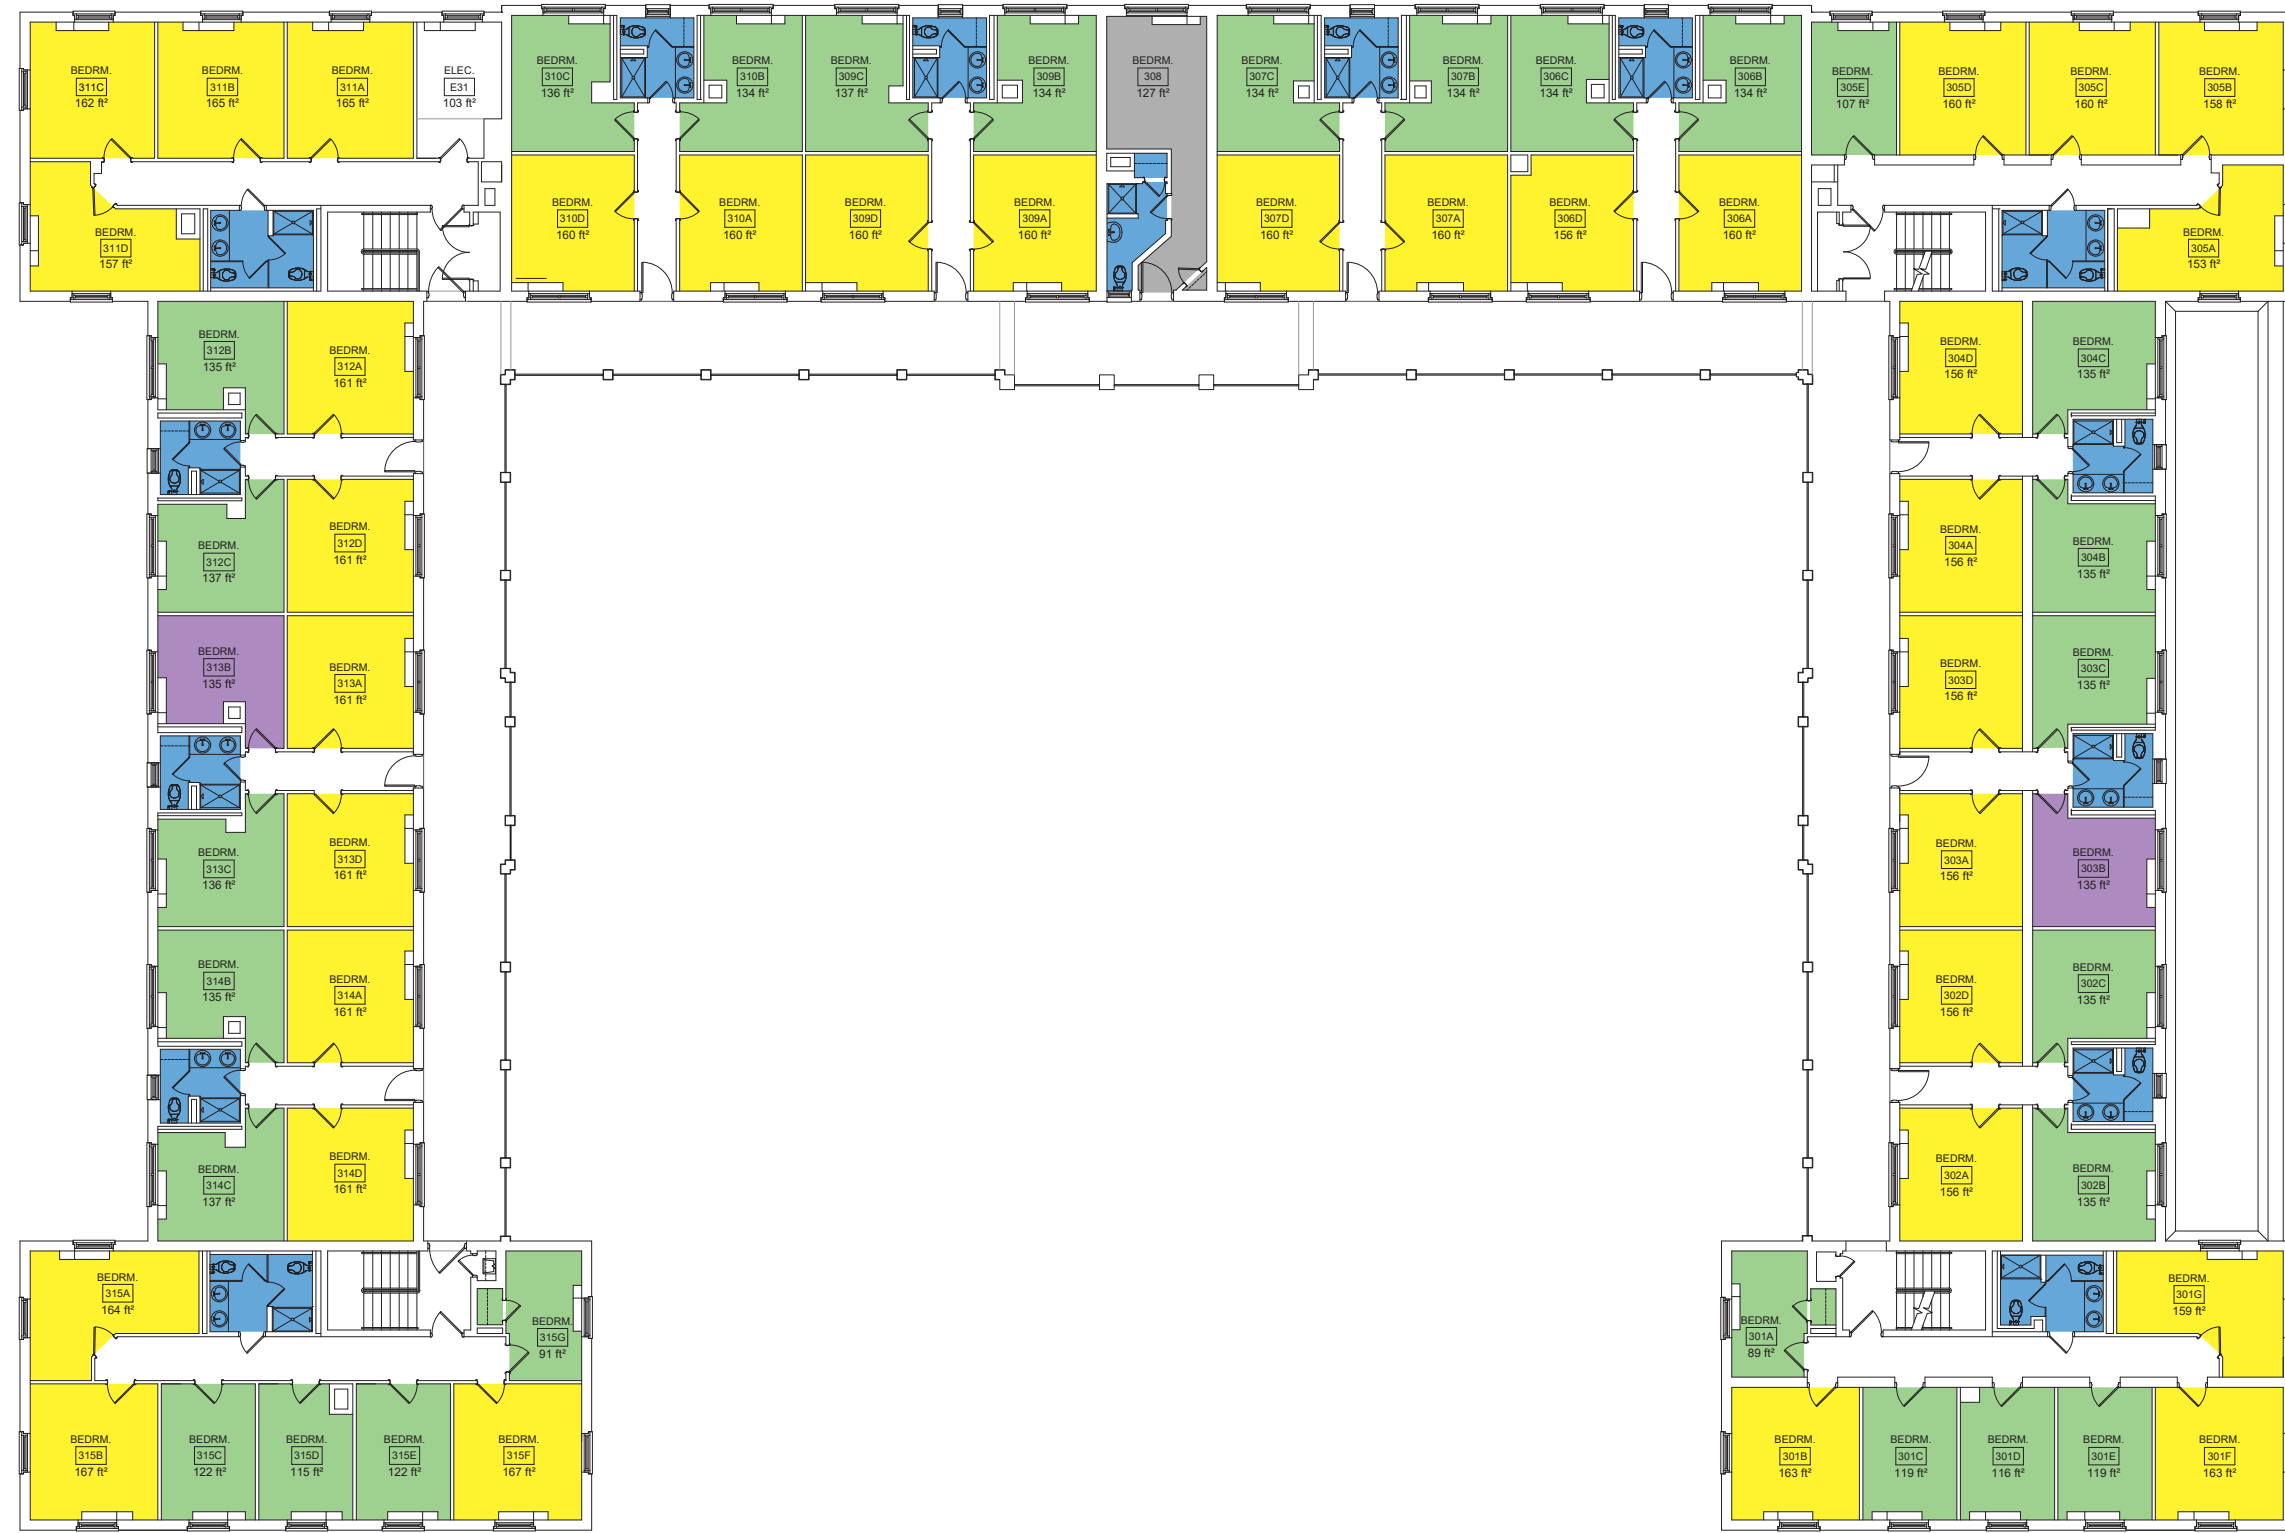 BEDRM.
311C
162 ft²
BEDRM.
311B
165 ft²
BEDRM.
311A
165 ft²
ELEC.
E31
103 ft²
BEDRM.
310C
136 ft²
BEDRM.
310B
134 ft²
BEDRM.
309C
137 ft²
BEDRM.
309B
134 ft²
BEDRM.
308
127 ft²
BEDRM.
307C
134 ft²
BEDRM.
307B
134 ft²
BEDRM.
306C
134 ft²
BEDRM.
306B
134 ft²
BEDRM.
305E
107 ft²
BEDRM.
305D
160 ft²
BEDRM.
305C
160 ft²
BEDRM.
305B
158 ft²
BEDRM.
311D
157 ft²
BEDRM.
310D
160 ft²
BEDRM.
310A
160 ft²
BEDRM.
309D
160 ft²
BEDRM.
309A
160 ft²
BEDRM.
307D
160 ft²
BEDRM.
307A
160 ft²
BEDRM.
306D
156 ft²
BEDRM.
306A
160 ft²
BEDRM.
305A
153 ft²
BEDRM.
312B
135 ft²
BEDRM.
312A
161 ft²
BEDRM.
304D
156 ft²
BEDRM.
304C
135 ft²
BEDRM.
312C
137 ft²
BEDRM.
312D
161 ft²
BEDRM.
304A
156 ft²
BEDRM.
304B
135 ft²
BEDRM.
313B
135 ft²
BEDRM.
313A
161 ft²
BEDRM.
303D
156 ft²
BEDRM.
303C
135 ft²
BEDRM.
313C
136 ft²
BEDRM.
313D
161 ft²
BEDRM.
303A
156 ft²
BEDRM.
303B
135 ft²
BEDRM.
314B
135 ft²
BEDRM.
314A
161 ft²
BEDRM.
302D
156 ft²
BEDRM.
302C
135 ft²
BEDRM.
314C
137 ft²
BEDRM.
314D
161 ft²
BEDRM.
302A
156 ft²
BEDRM.
302B
135 ft²
BEDRM.
315A
164 ft²
BEDRM.
315G
91 ft²
BEDRM.
301A
89 ft²
BEDRM.
301G
159 ft²
BEDRM.
315B
167 ft²
BEDRM.
315C
122 ft²
BEDRM.
315D
115 ft²
BEDRM.
315E
122 ft²
BEDRM.
315F
167 ft²
BEDRM.
301B
163 ft²
BEDRM.
301C
119 ft²
BEDRM.
301D
116 ft²
BEDRM.
301E
119 ft²
BEDRM.
301F
163 ft²